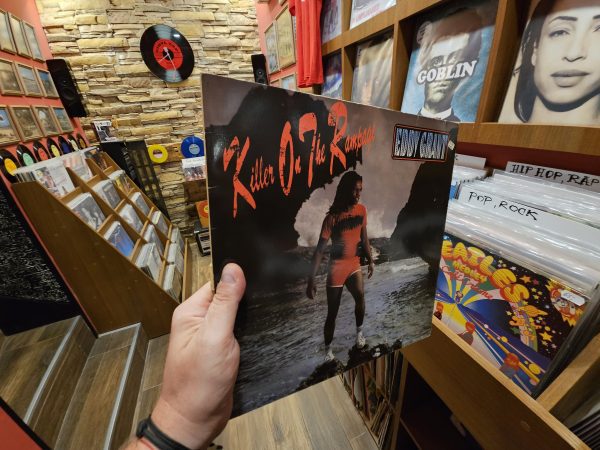 Killer On The Rampage
EDDY GRANT
GOBLIN
HIP HOP, RAP
POP, ROCK
BEATLES